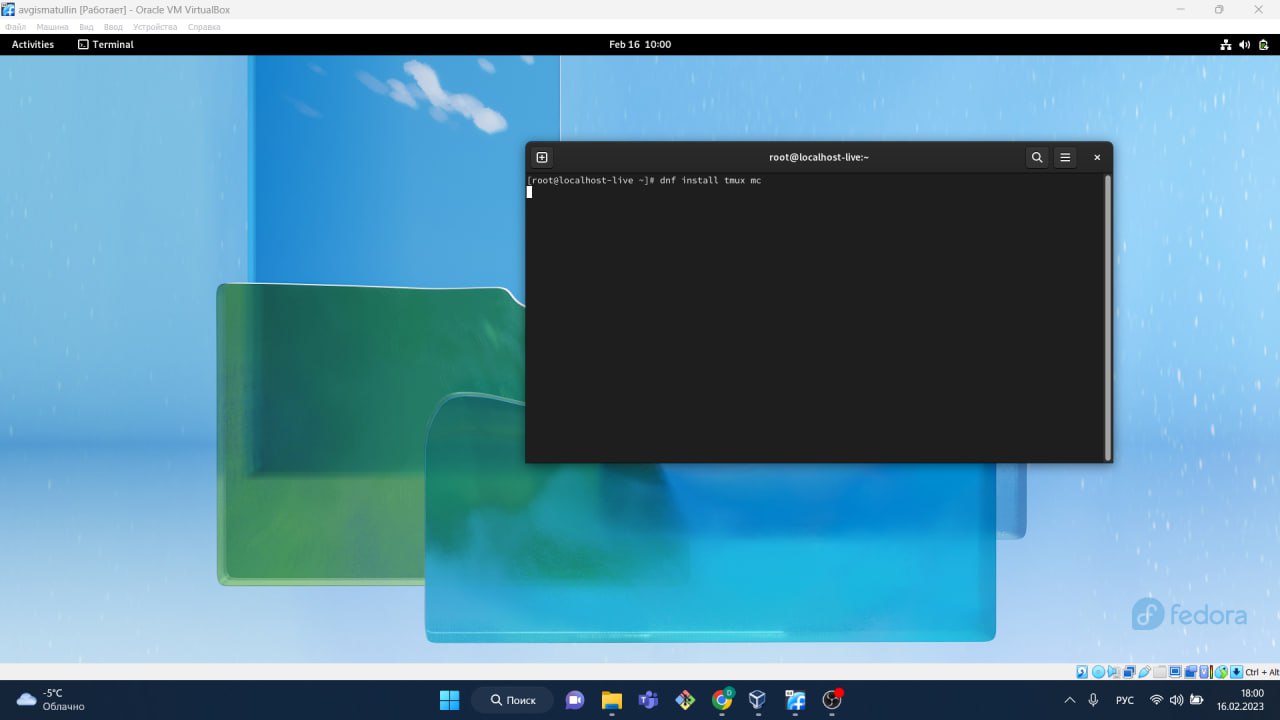 avgismatullin [Работает] - Oracle VM VirtualBox
Файл Машина Вид Ввод Устройства Справка
Activities Terminal Feb 16 10:00
root@localhost-live:~
[root@localhost-live ~]# dnf install tmux mc
fedora
Ctrl + Alt
-5°C
Облачно
Поиск
D
РУС
18:00
16.02.2023